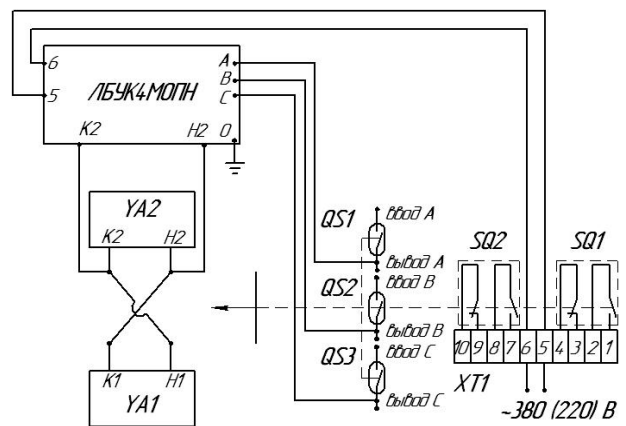 6
5
ЛБУК4МОПН
A
B
C
K2
H2
0
YA2
K2
H2
K1
H1
YA1
QS1
ввод A
вывод A
QS2
ввод B
вывод B
QS3
ввод C
вывод C
SQ2
SQ1
10 9 8 7 6 5 4 3 2 1
XT1
~380 (220) В